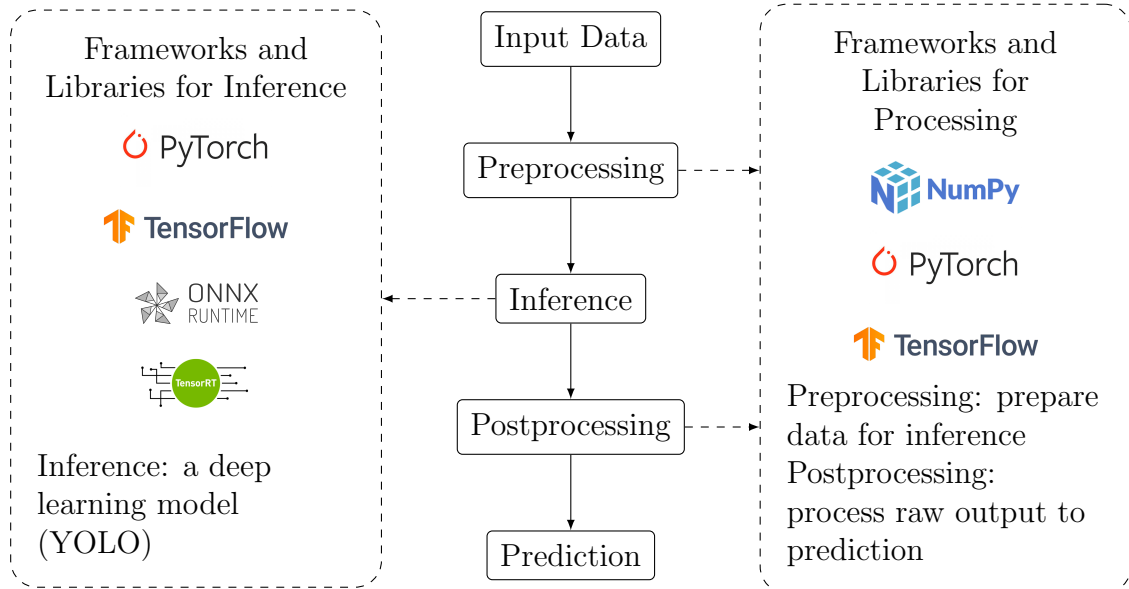 Frameworks and
Libraries for Inference
PyTorch
TensorFlow
ONNX
RUNTIME
TensorRT
Inference: a deep
learning model
(YOLO)
Input Data
Preprocessing
Inference
Postprocessing
Prediction
Frameworks and
Libraries for
Processing
NumPy
PyTorch
TensorFlow
Preprocessing: prepare
data for inference
Postprocessing:
process raw output to
prediction